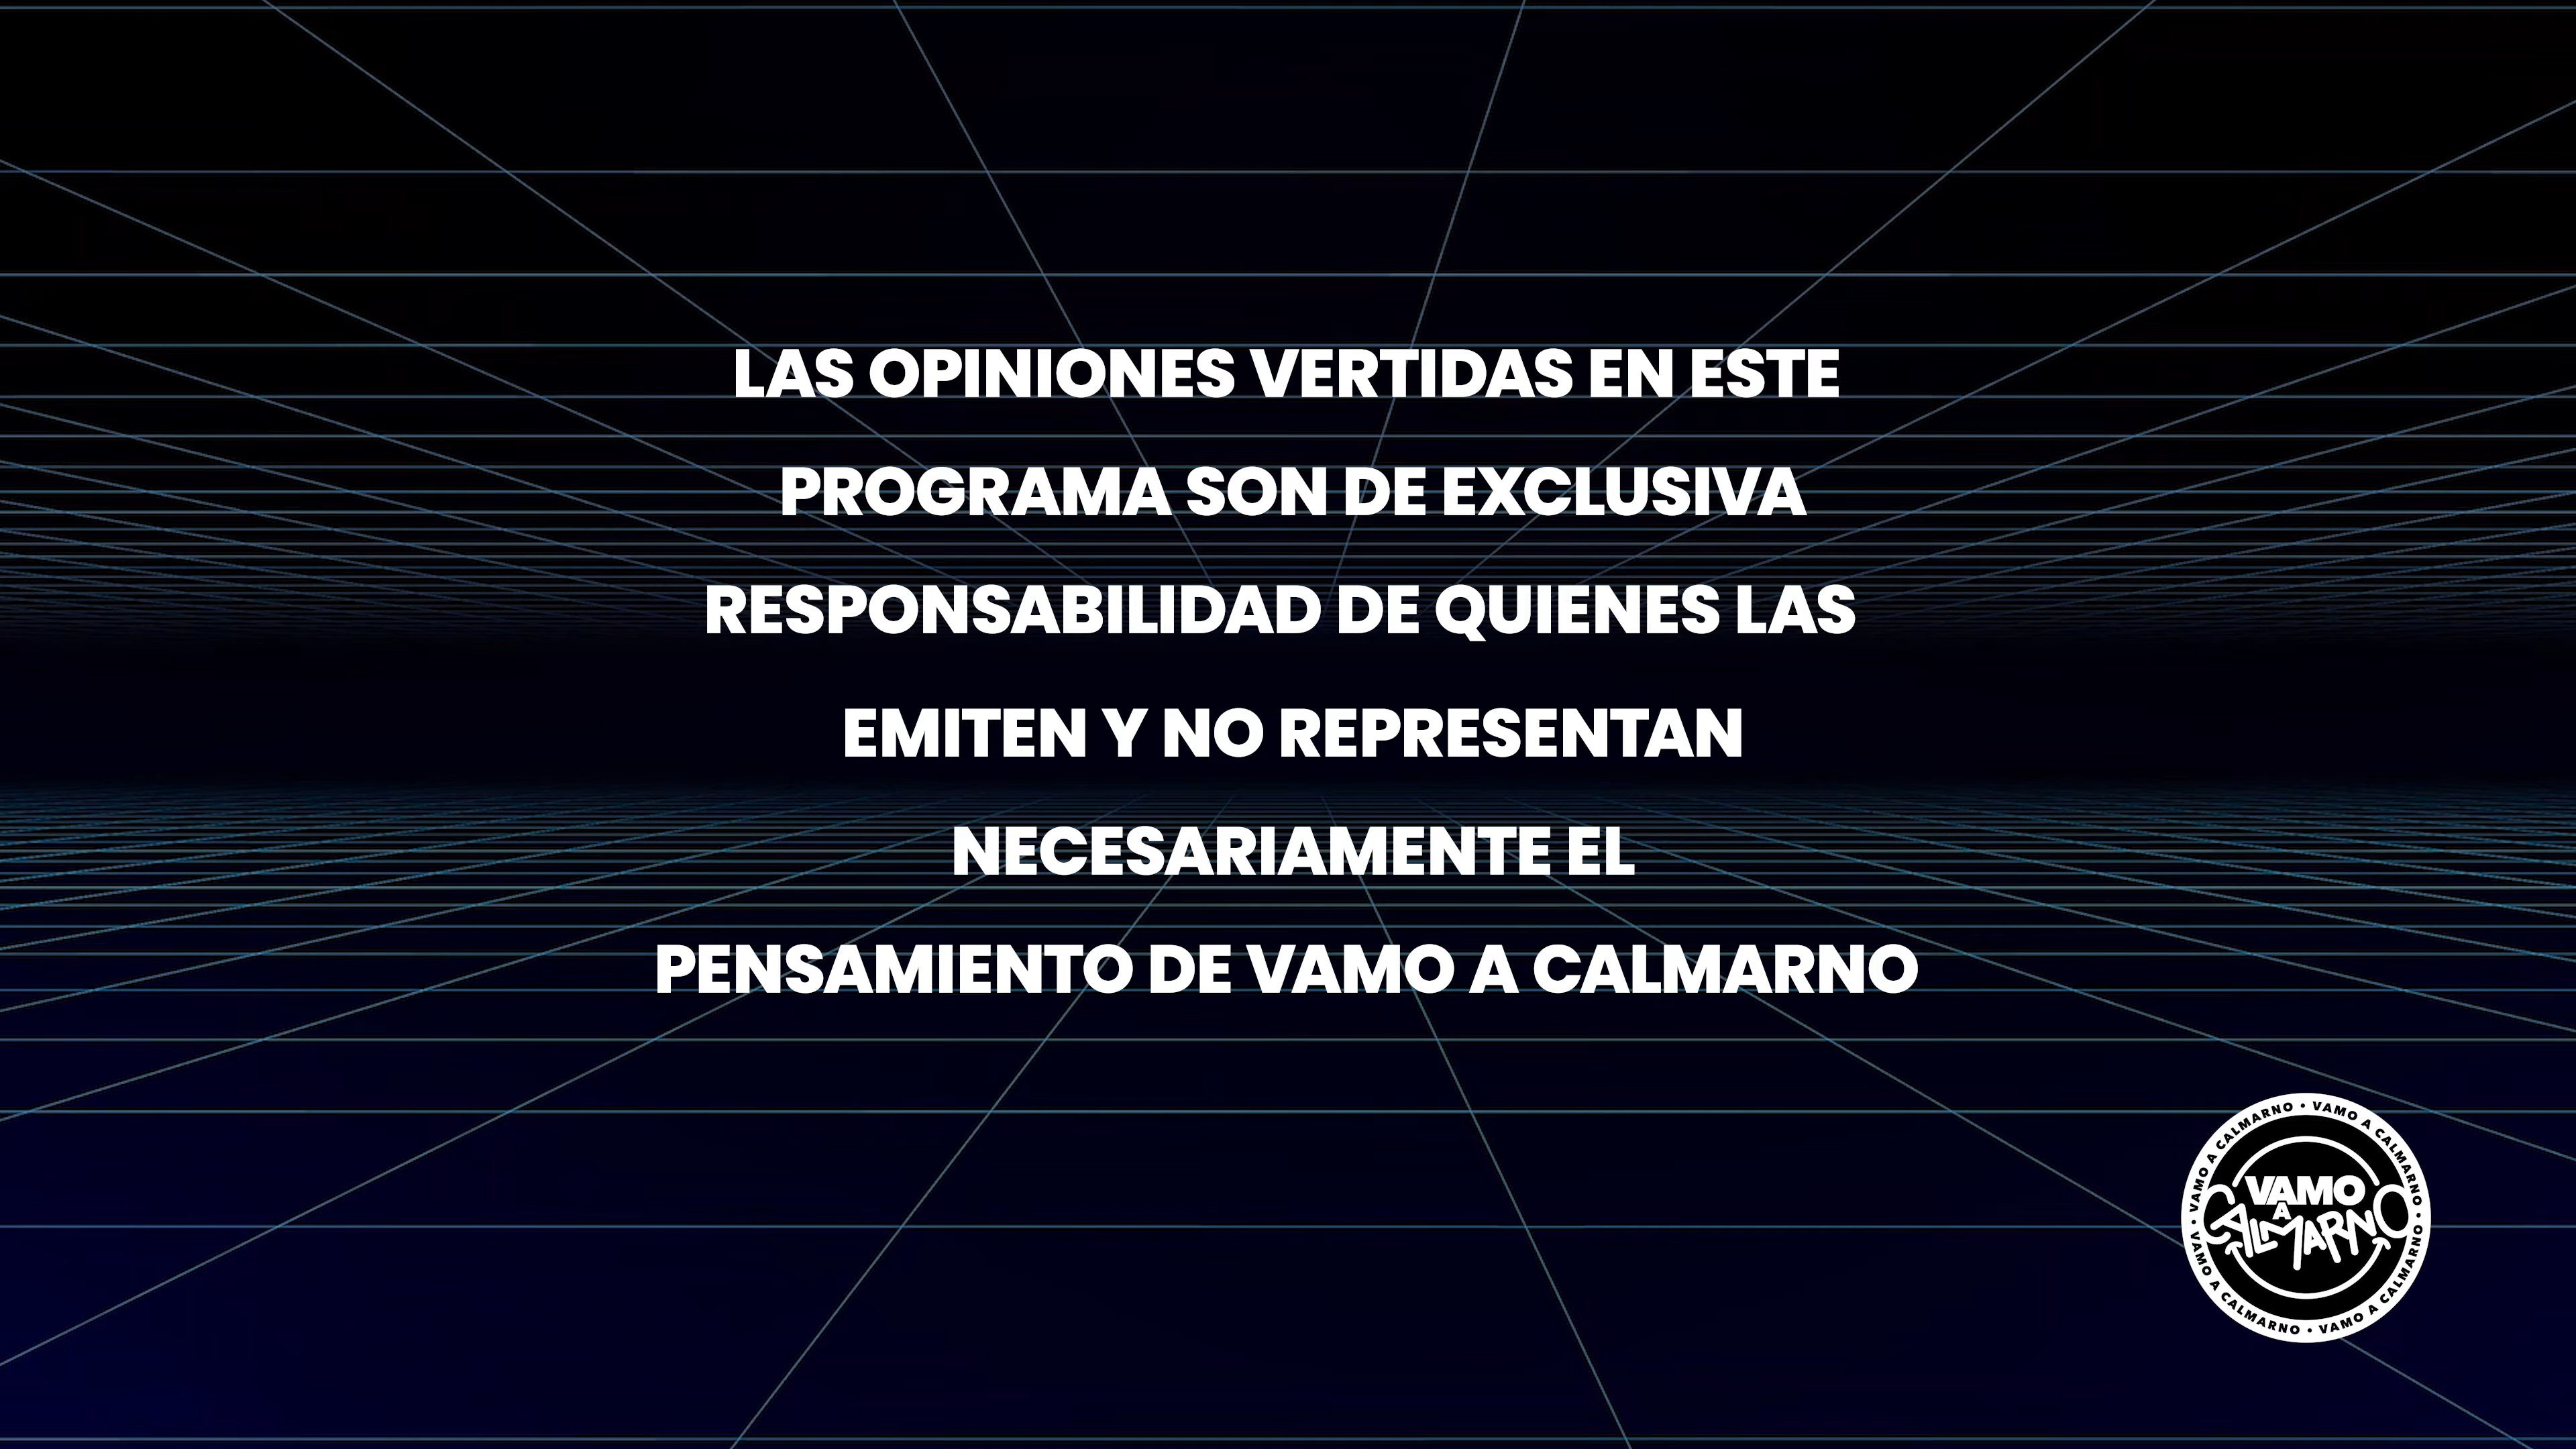 LAS OPINIONES VERTIDAS EN ESTE
PROGRAMA SON DE EXCLUSIVA
RESPONSABILIDAD DE QUIENES LAS
EMITEN Y NO REPRESENTAN
NECESARIAMENTE EL
PENSAMIENTO DE VAMO A CALMARNO
VAMO A CALMARNO • VAMO A CALMARNO • VAMO A CALMARNO • VAMO A CALMARNO •
VAMO
A
CALMARNO